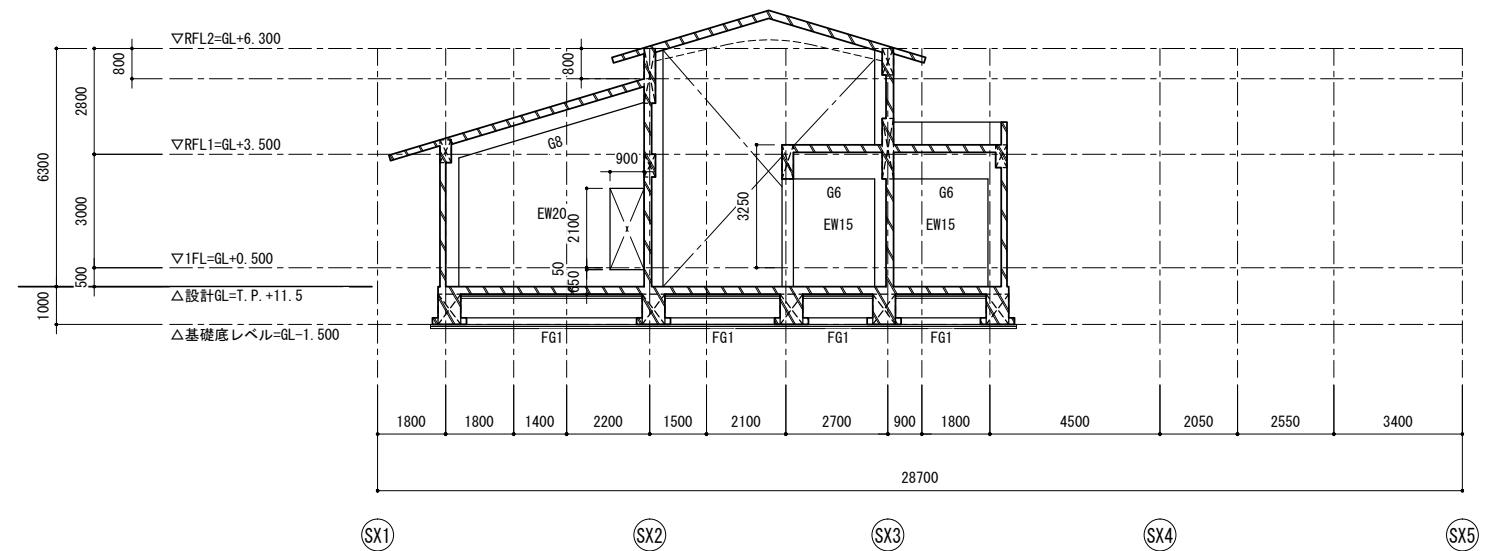 ▽RFL2=GL+6.300
800
800
2800
▽RFL1=GL+3.500
G8
900
6300
3000
EW20
2100
3250
G6
G6
EW15
EW15
▽1FL=GL+0.500
50
500
650
△設計GL=T.P.+11.5
1000
△基礎底レベル=GL-1.500
FG1
FG1
FG1
FG1
1800
1800
1400
2200
1500
2100
2700
900
1800
4500
2050
2550
3400
28700
SX1
SX2
SX3
SX4
SX5